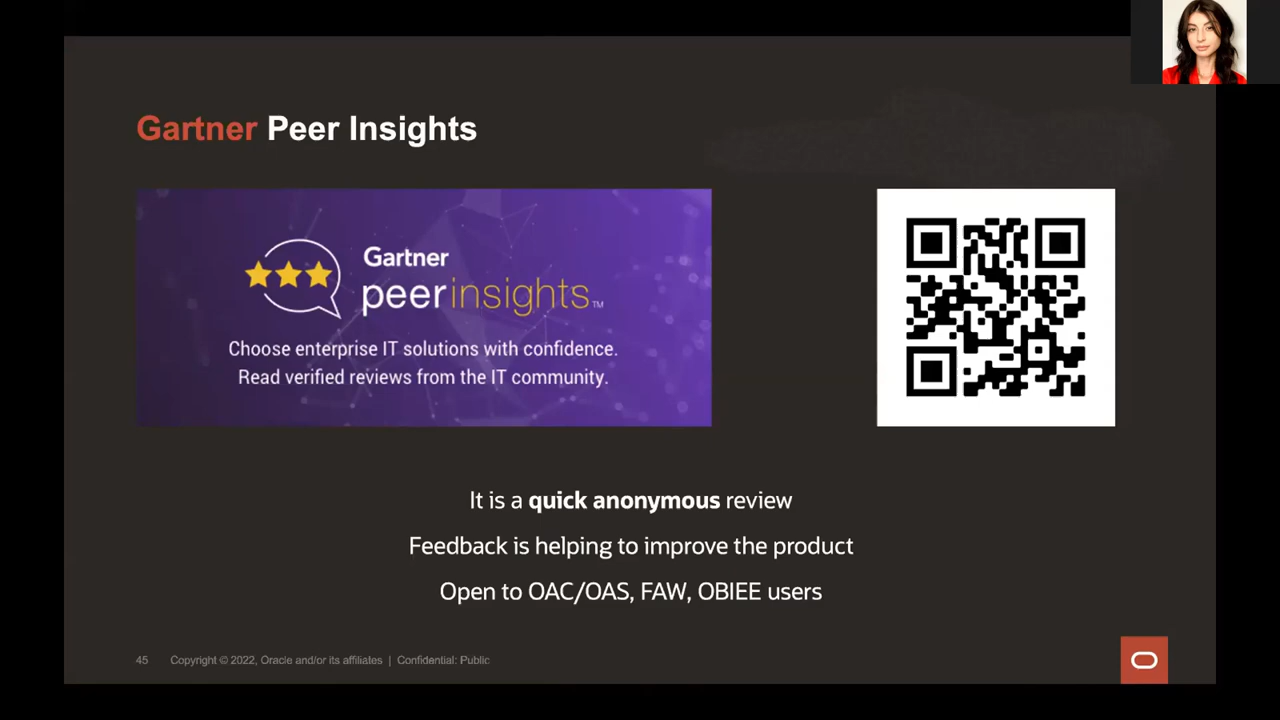 Gartner Peer Insights
Gartner
peerinsights™
Choose enterprise IT solutions with confidence.
Read verified reviews from the IT community.
It is a quick anonymous review
Feedback is helping to improve the product
Open to OAC/OAS, FAW, OBIEE users
45 Copyright © 2022, Oracle and/or its affiliates | Confidential: Public